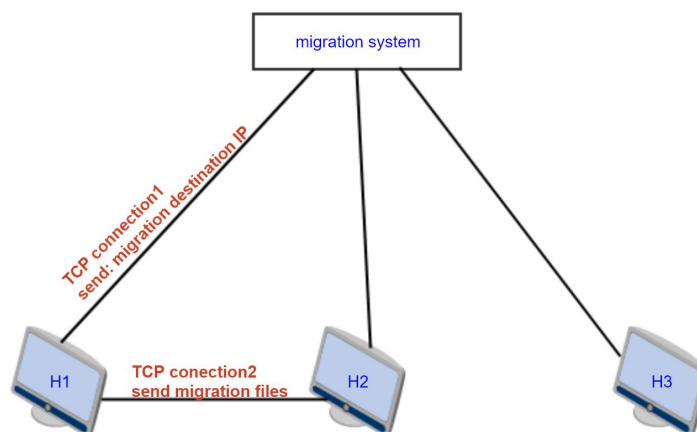 migration system
TCP connection1
send: migration destination IP
TCP conection2
send migration files
H1
H2
H3